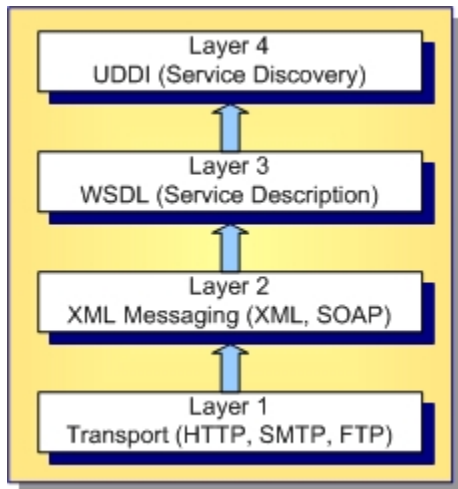 Layer 4
UDDI (Service Discovery)
Layer 3
WSDL (Service Description)
Layer 2
XML Messaging (XML, SOAP)
Layer 1
Transport (HTTP, SMTP, FTP)